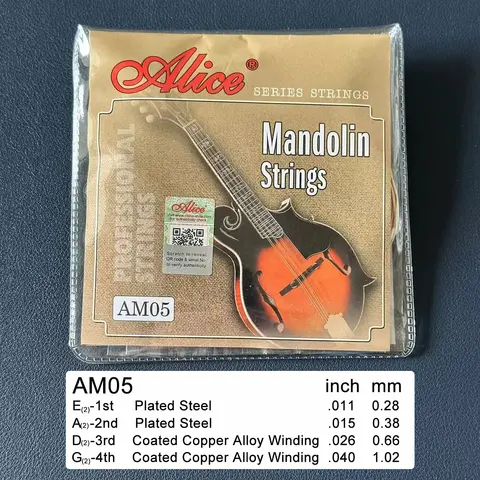 Alice®
SERIES STRINGS
Mandolin
Strings
PROFESSIONAL
STRINGS
Alice
AM05
AM05 inch mm
E(2)-1st Plated Steel .011 0.28
A(2)-2nd Plated Steel .015 0.38
D(2)-3rd Coated Copper Alloy Winding .026 0.66
G(2)-4th Coated Copper Alloy Winding .040 1.02